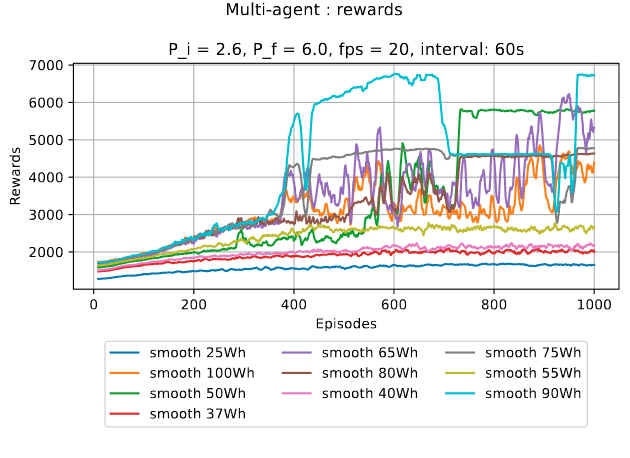 Multi-agent : rewards
P_i = 2.6, P_f = 6.0, fps = 20, interval: 60s
7000
6000
5000
4000
3000
2000
Rewards
0 200 400 600 800 1000
Episodes
smooth 25Wh smooth 65Wh smooth 75Wh
smooth 100Wh smooth 80Wh smooth 55Wh
smooth 50Wh smooth 40Wh smooth 90Wh
smooth 37Wh